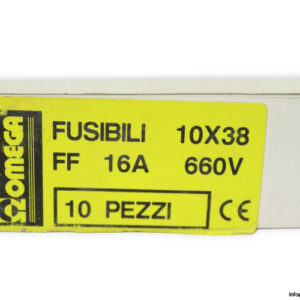 OMEGA
FUSIBILI 10X38
FF 16A 660V
10 PEZZI CE